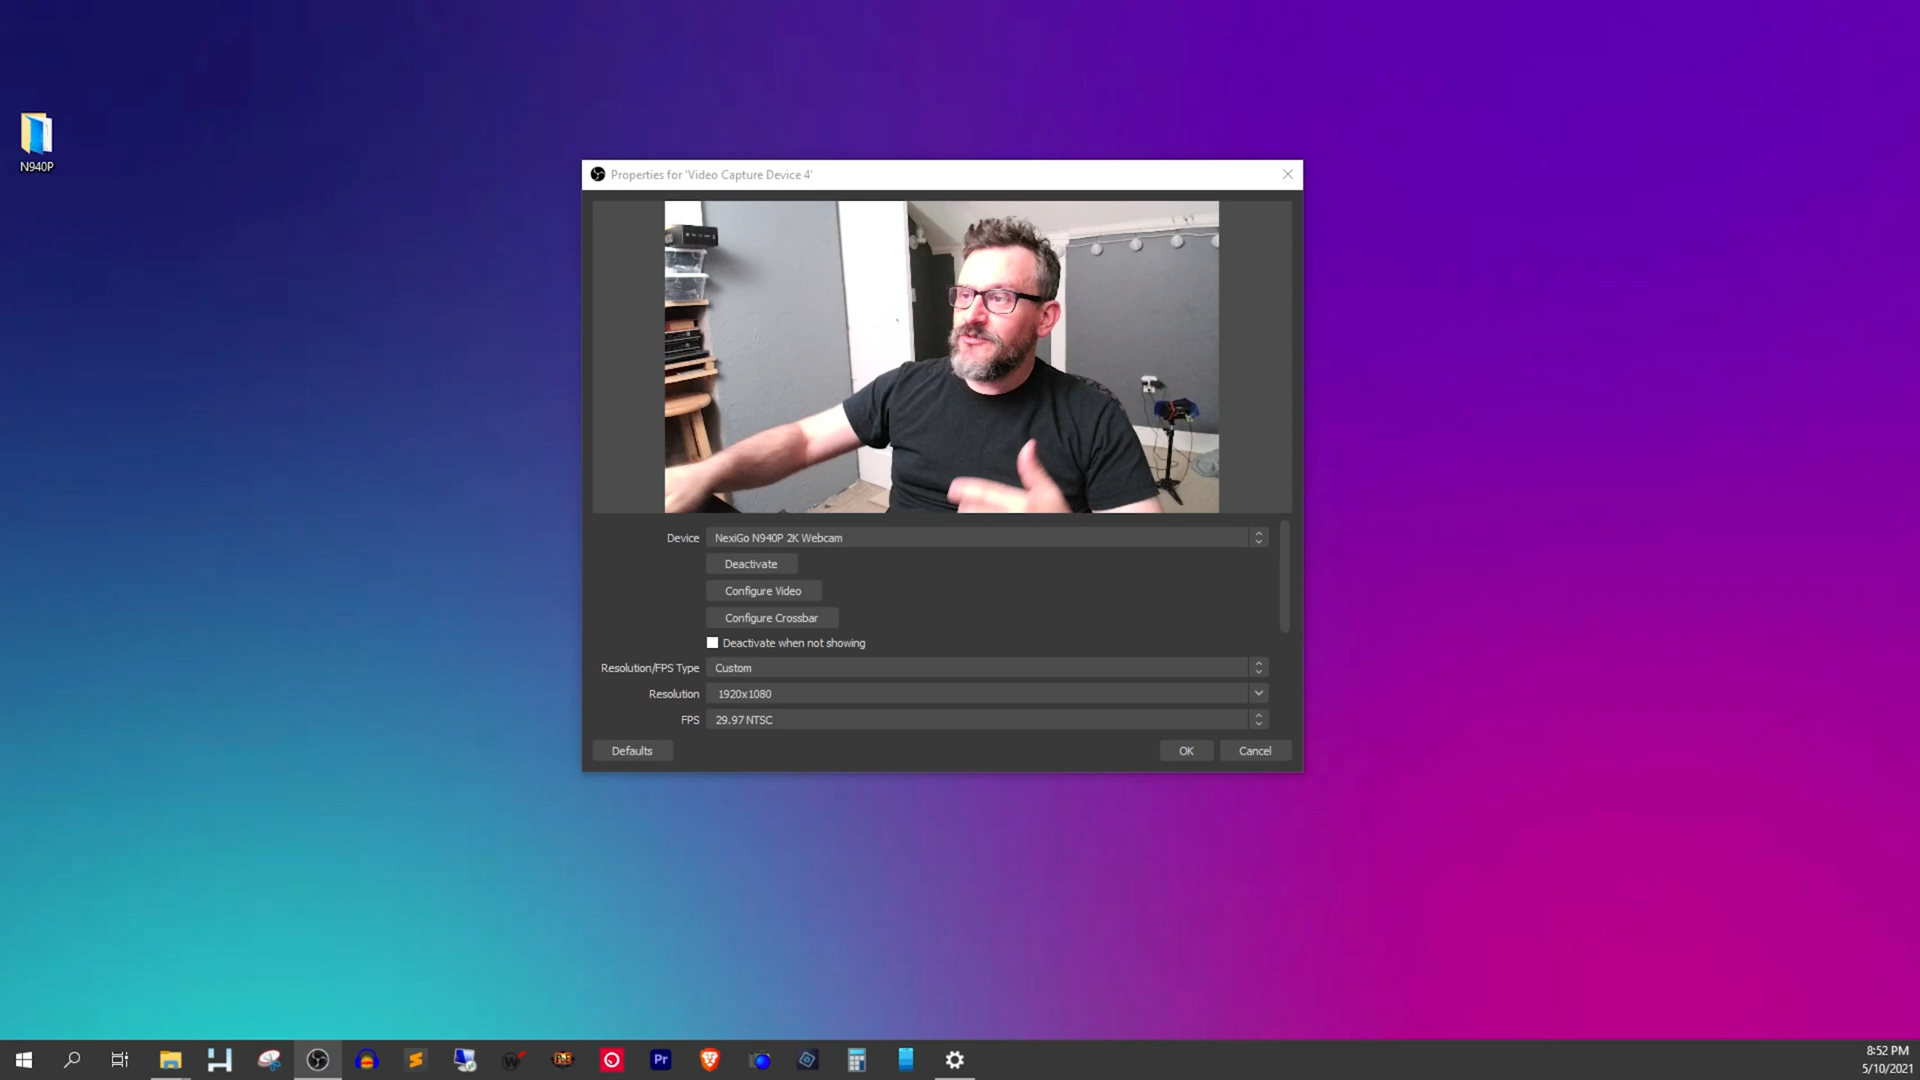 N940P
Properties for 'Video Capture Device 4'
Device NexiGo N940P 2K Webcam
Deactivate
Configure Video
Configure Crossbar
Deactivate when not showing
Resolution/FPS Type Custom
Resolution 1920x1080
FPS 29.97 NTSC
Defaults OK Cancel
Pr
8:52 PM
5/10/2021